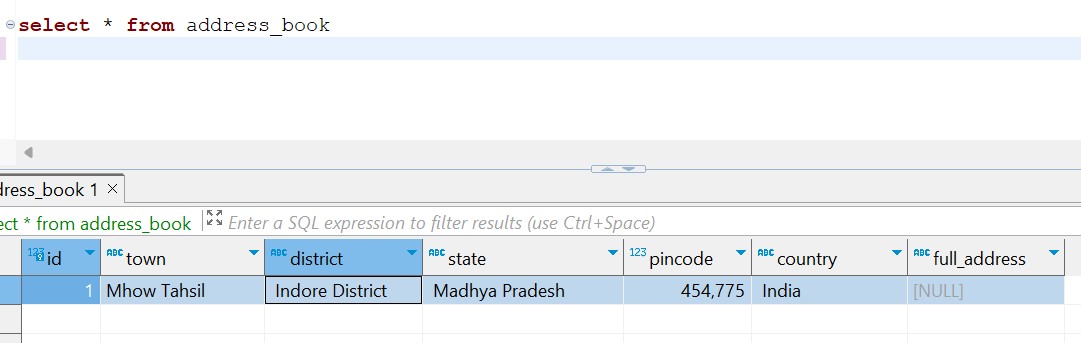 select * from address_book
dress_book 1
ect * from address_book Enter a SQL expression to filter results (use Ctrl+Space)
123 id ABC town ABC district ABC state 123 pincode ABC country ABC full_address
1 Mhow Tahsil Indore District Madhya Pradesh 454,775 India [NULL]